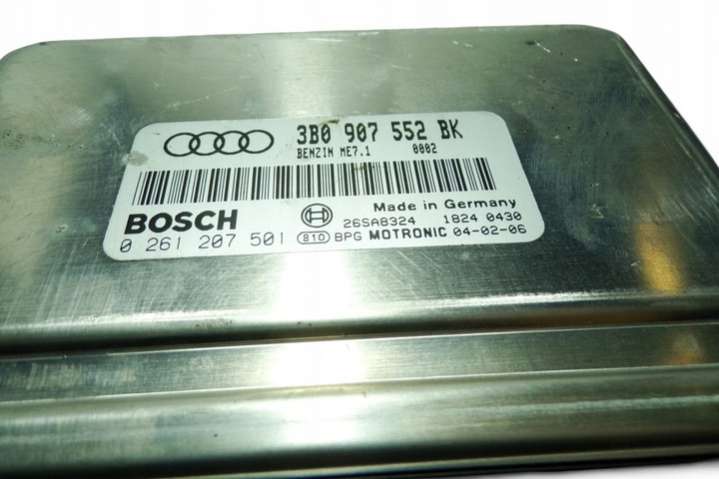 3B0 907 552 BK
BENZIN ME7.1 0002
Made in Germany
BOSCH 26SA8324 1824 0430
0 261 207 501 810 BPG MOTRONIC 04-02-06